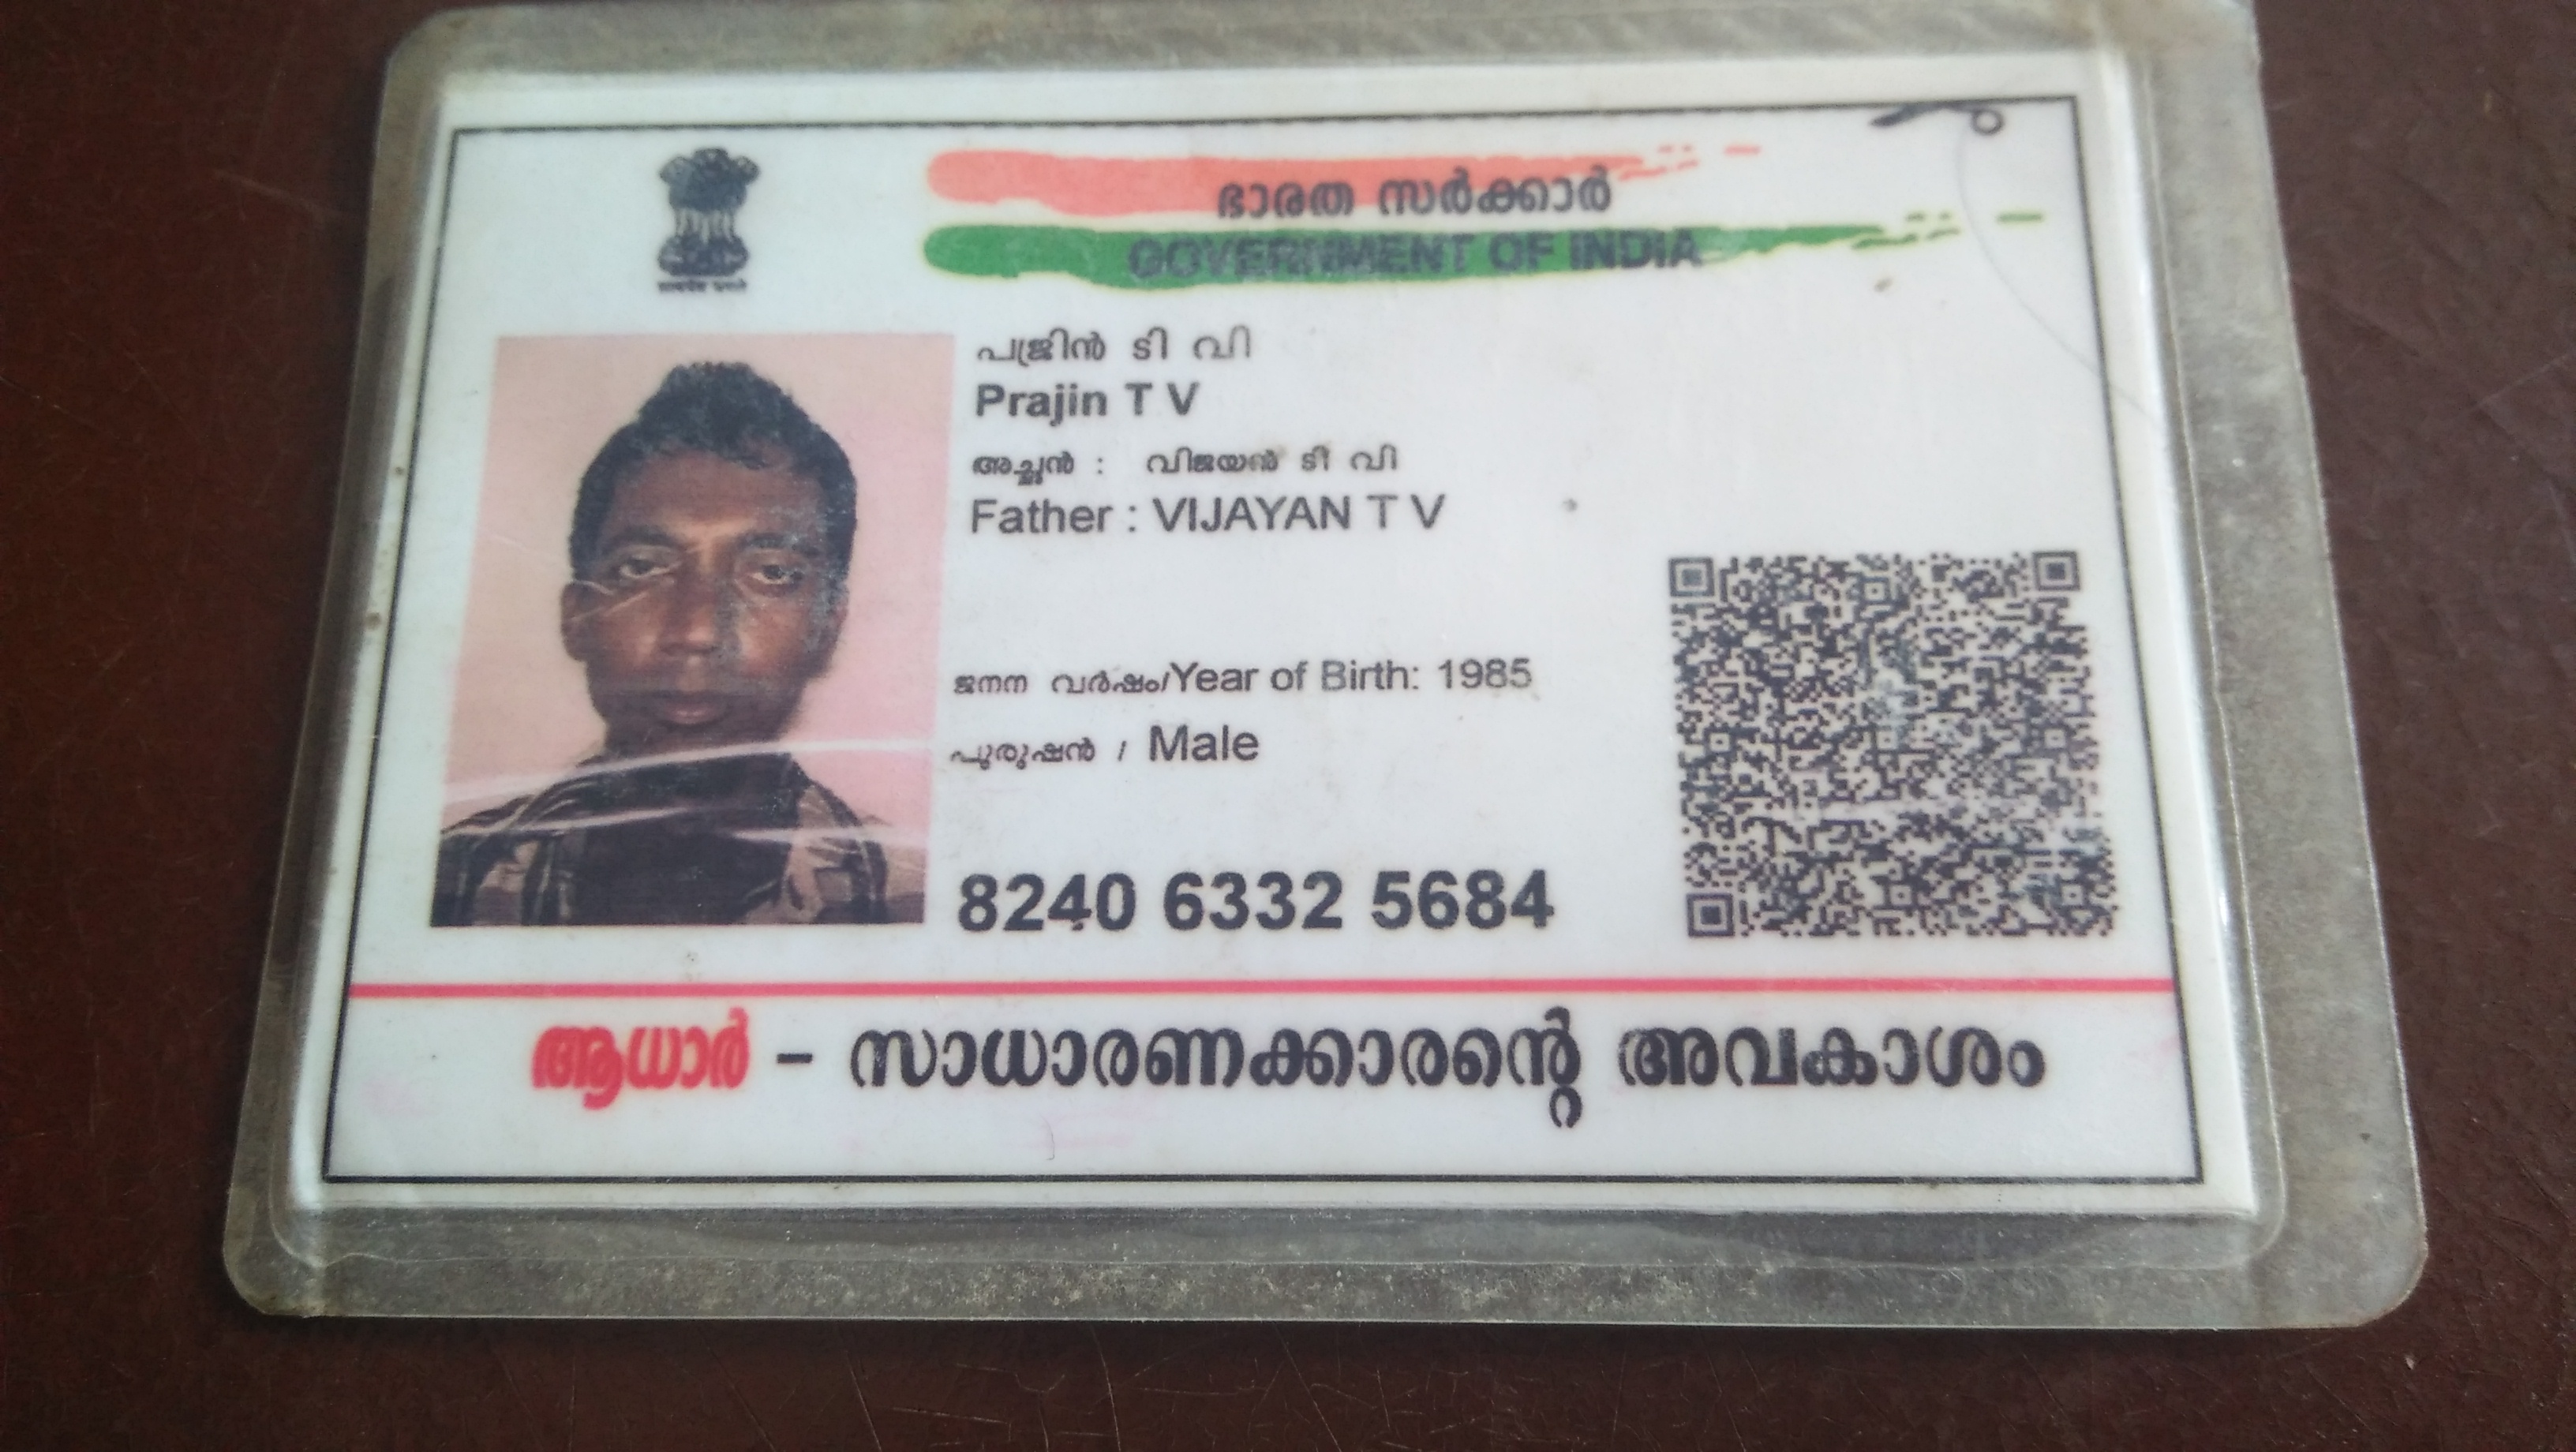 ഭാരത സർക്കാർ
GOVERNMENT OF INDIA
പ്രജിൻ ടി വി
Prajin T V
അച്ഛൻ : വിജയൻ ടി വി
Father : VIJAYAN T V
ജനന വർഷം/Year of Birth: 1985
പുരുഷൻ / Male
8240 6332 5684
ആധാർ – സാധാരണക്കാരന്റെ അവകാശം